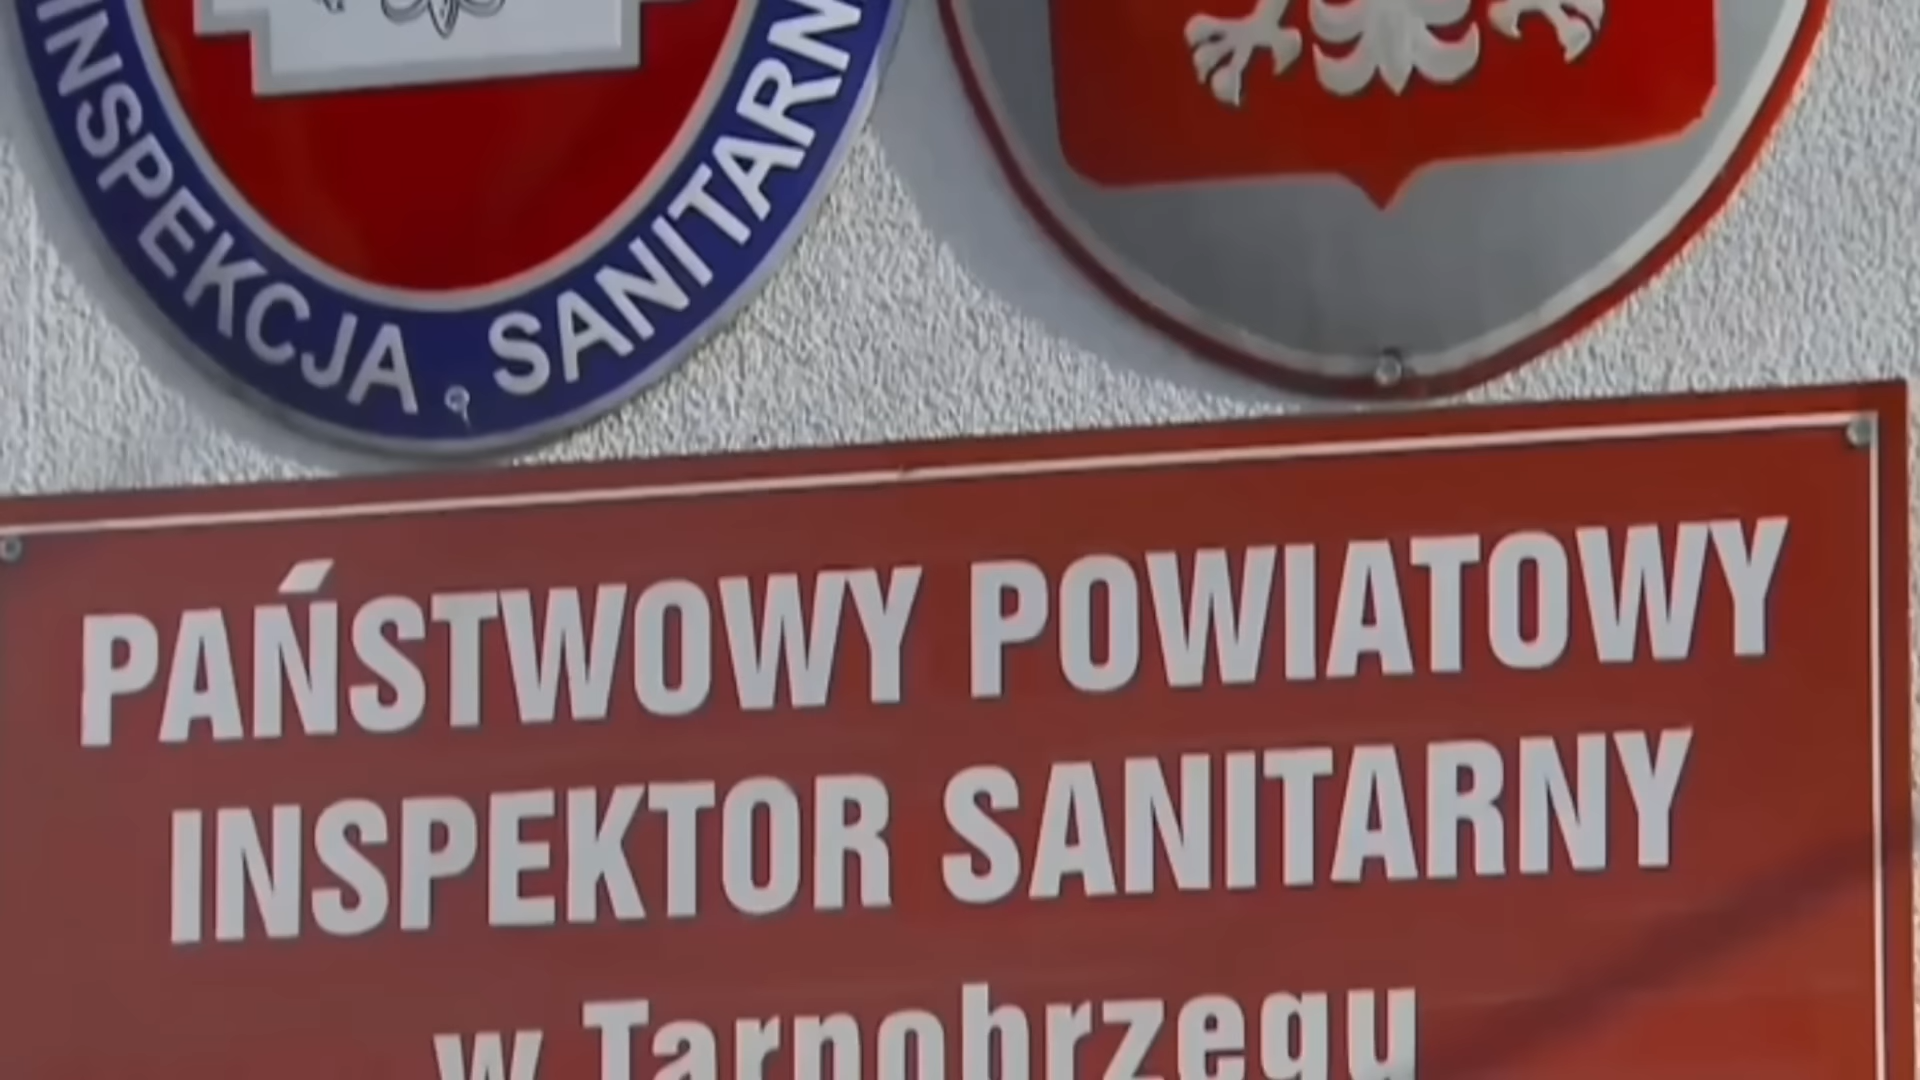 INSPEKCJA SANITARN
PAŃSTWOWY POWIATOWY
INSPEKTOR SANITARNY
w Tarnobrzegu